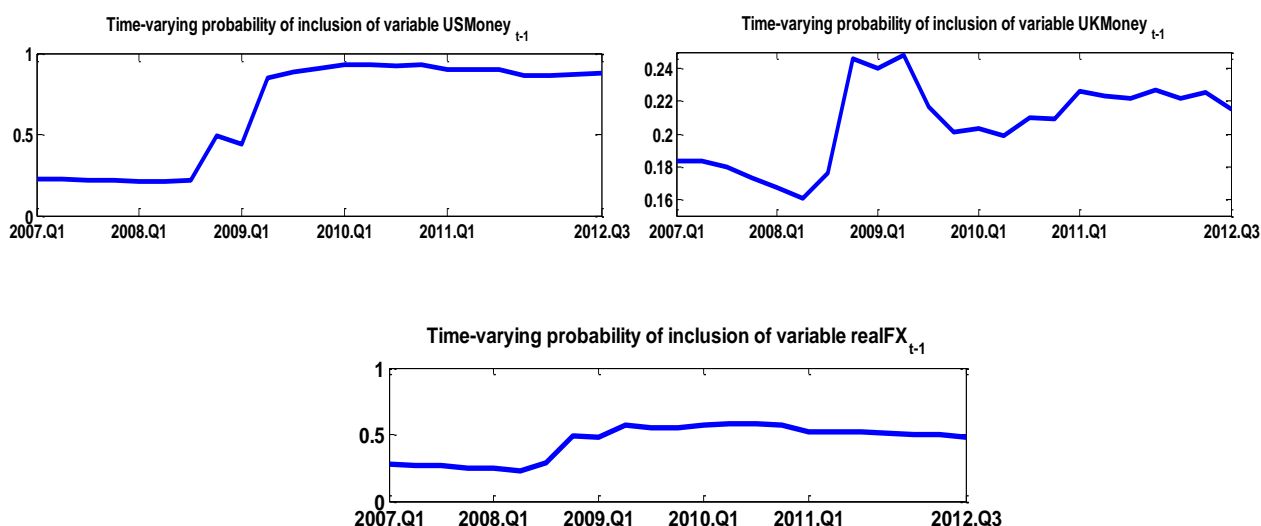 Time-varying probability of inclusion of variable USMoney t-1
1
0.5
0
2007.Q1 2008.Q1 2009.Q1 2010.Q1 2011.Q1 2012.Q3
Time-varying probability of inclusion of variable UKMoney t-1
0.24
0.22
0.2
0.18
0.16
2007.Q1 2008.Q1 2009.Q1 2010.Q1 2011.Q1 2012.Q3
Time-varying probability of inclusion of variable realFX t-1
1
0.5
0
2007.Q1 2008.Q1 2009.Q1 2010.Q1 2011.Q1 2012.Q3